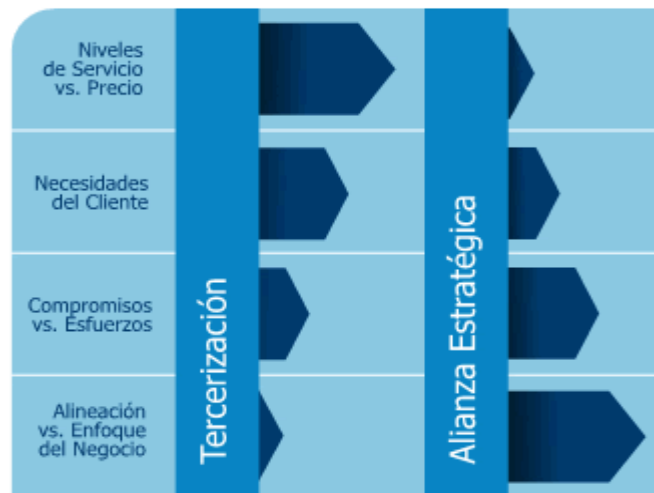 Niveles
de Servicio
vs. Precio
Necesidades
del Cliente
Compromisos
vs. Esfuerzos
Alineación
vs. Enfoque
del Negocio
Tercerización
Alianza Estratégica